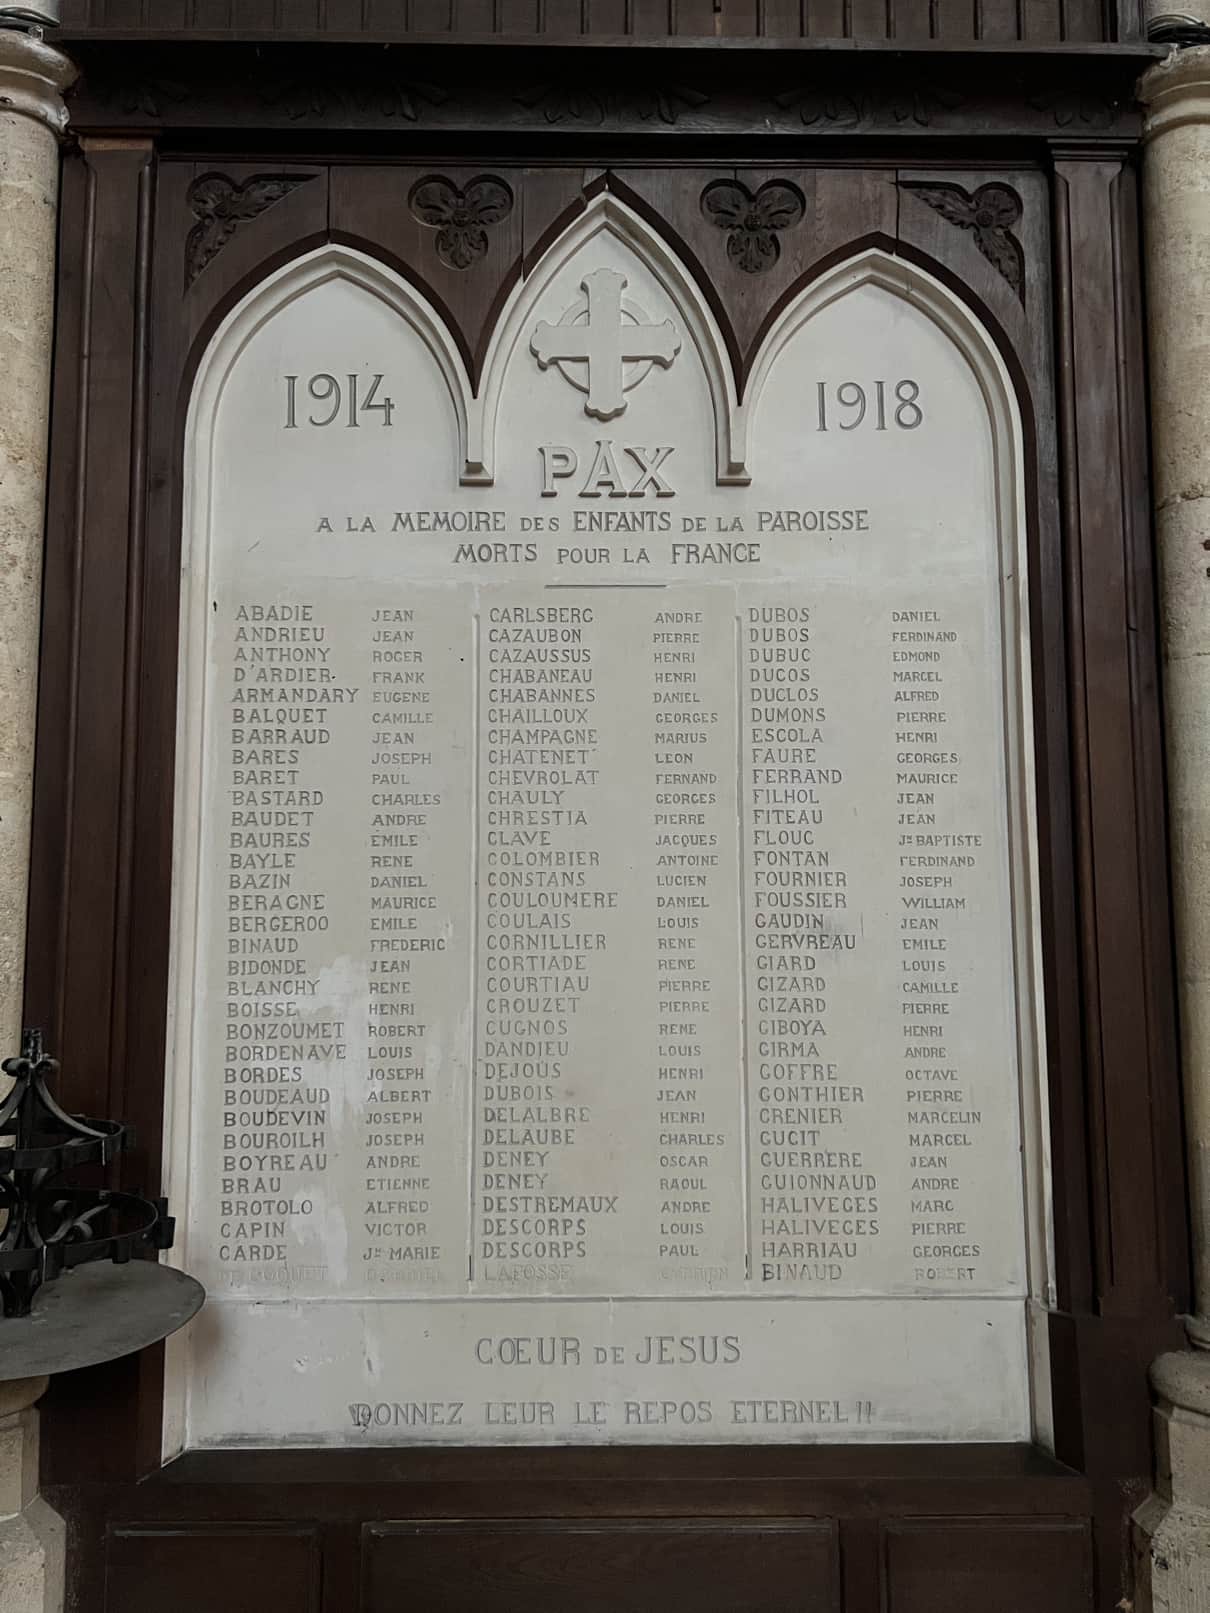 1914
1918
PAX
A LA MEMOIRE DES ENFANTS DE LA PAROISSE
MORTS POUR LA FRANCE
ABADIE JEAN
ANDRIEU JEAN
ANTHONY ROGER
D'ARDIER FRANK
ARMANDARY EUGENE
BALQUET CAMILLE
BARRAUD JEAN
BARES JOSEPH
BARET PAUL
BASTARD CHARLES
BAUDET ANDRE
BAURES EMILE
BAYLE RENE
BAZIN DANIEL
BERAGNE MAURICE
BERGEROO EMILE
BINAUD FREDERIC
BIDONDE JEAN
BLANCHY RENE
BOISSE HENRI
BONZOUMET ROBERT
BORDENAVE LOUIS
BORDES JOSEPH
BOUDEAUD ALBERT
BOUDEVIN JOSEPH
BOUROILH JOSEPH
BOYREAU ANDRE
BRAU ETIENNE
BROTOLO ALFRED
CAPIN VICTOR
CARDE JN MARIE
CARLSBERG ANDRE
CAZAUBON PIERRE
CAZAUSSUS HENRI
CHABANEAU HENRI
CHABANNES DANIEL
CHAILLOUX GEORGES
CHAMPAGNE MARIUS
CHATENET LEON
CHEVROLAT FERNAND
CHAULY GEORGES
CHRESTIA PIERRE
CLAVE JACQUES
COLOMBIER ANTOINE
CONSTANS LUCIEN
COULOUMERE DANIEL
COULAIS LOUIS
CORNILLIER RENE
CORTIADE RENE
COURTIAU PIERRE
CROUZET PIERRE
CUGNOS REME
DANDIEU LOUIS
DEJOUS HENRI
DUBOIS JEAN
DELALBRE HENRI
DELAUBE CHARLES
DENEY OSCAR
DENEY RAOUL
DESTREMAUX ANDRE
DESCORPS LOUIS
DESCORPS PAUL
LAFOSSE
DUBOS DANIEL
DUBOS FERDINAND
DUBUC EDMOND
DUCOS MARCEL
DUCLOS ALFRED
DUMONS PIERRE
ESCOLA HENRI
FAURE GEORGES
FERRAND MAURICE
FILHOL JEAN
FITEAU JEAN
FLOUC JN BAPTISTE
FONTAN FERDINAND
FOURNIER JOSEPH
FOUSSIER WILLIAM
GAUDIN JEAN
GERVREAU EMILE
GIARD LOUIS
GIZARD CAMILLE
GIZARD PIERRE
GIBOYA HENRI
GIRMA ANDRE
GOFFRE OCTAVE
GONTHIER PIERRE
GRENIER MARCELIN
GUCIT MARCEL
GUERRERE JEAN
GUIONNAUD ANDRE
HALIVEGES MARC
HALIVEGES PIERRE
HARRIAU GEORGES
BINAUD ROBERT
CŒUR DE JESUS
DONNEZ LEUR LE REPOS ETERNEL !!